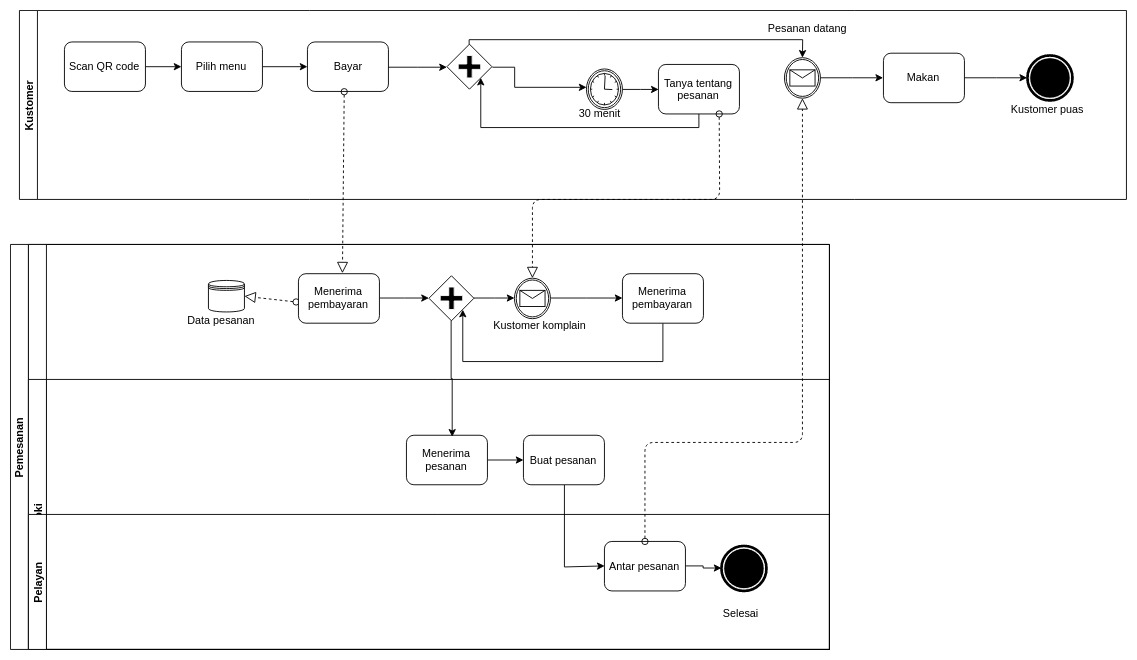 Pesanan datang
Kustomer
Scan QR code
Pilih menu
Bayar
30 menit
Tanya tentang
pesanan
Makan
Kustomer puas
Pemesanan
Data pesanan
Menerima
pembayaran
Kustomer komplain
Menerima
pembayaran
Menerima
pesanan
Buat pesanan
Pelayan
Antar pesanan
Selesai